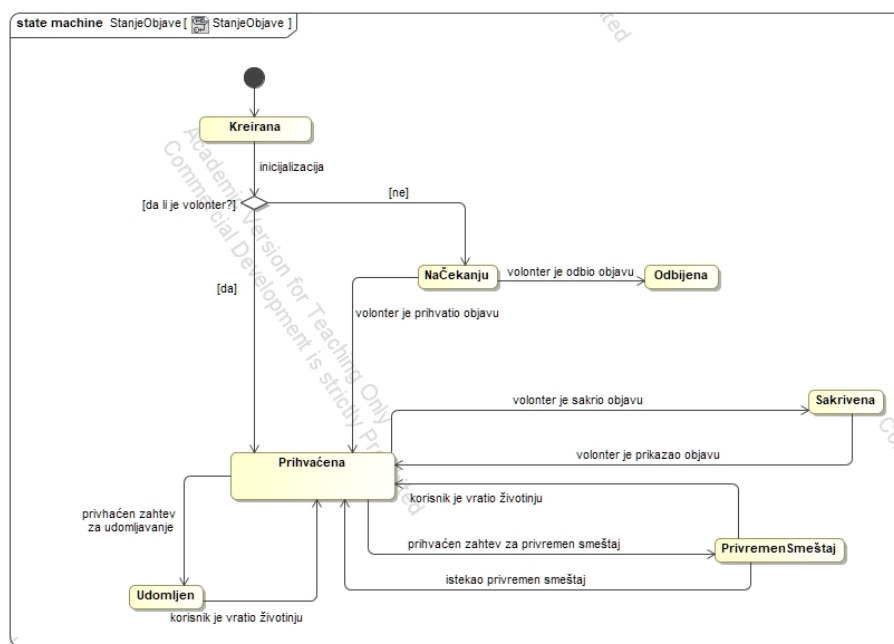 state machine StanjeObjave [ StanjeObjave ]
Kreirana
inicijalizacija
[da li je volonter?]
[ne]
NaČekanju
volonter je odbio objavu
Odbijena
[da]
volonter je prihvatio objavu
volonter je sakrio objavu
Sakrivena
volonter je prikazao objavu
Prihvaćena
korisnik je vratio životinju
privhaćen zahtev
za udomljavanje
prihvaćen zahtev za privremen smeštaj
PrivremenSmeštaj
istekao privremen smeštaj
Udomljen
korisnik je vratio životinju
Academic Version for Teaching Only
Commercial Development is strictly Prohibited